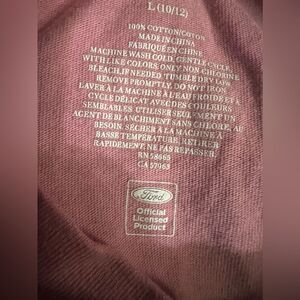 L (10/12)
100% COTTON/COTON
MADE IN CHINA
FABRIQUÉ EN CHINE
MACHINE WASH COLD, GENTLE CYCLE,
WITH LIKE COLORS. ONLY NON CHLORINE
BLEACH, IF NEEDED. TUMBLE DRY LOW
REMOVE PROMPTLY. DO NOT IRON
LAVER À LA MACHINE À L'EAU FROIDE ET À
CYCLE DÉLICAT AVEC DES COULEURS
SEMBLABLES. UTILISER SEULEMENT UN
AGENT DE BLANCHIMENT SANS CHLORE, AU
BESOIN. SÉCHER À LA MACHINE À
BASSE TEMPÉRATURE, RETIRER
RAPIDEMENT. NE PAS REPASSER.
RN 58665
CA 57963
Ford
Official
Licensed
Product